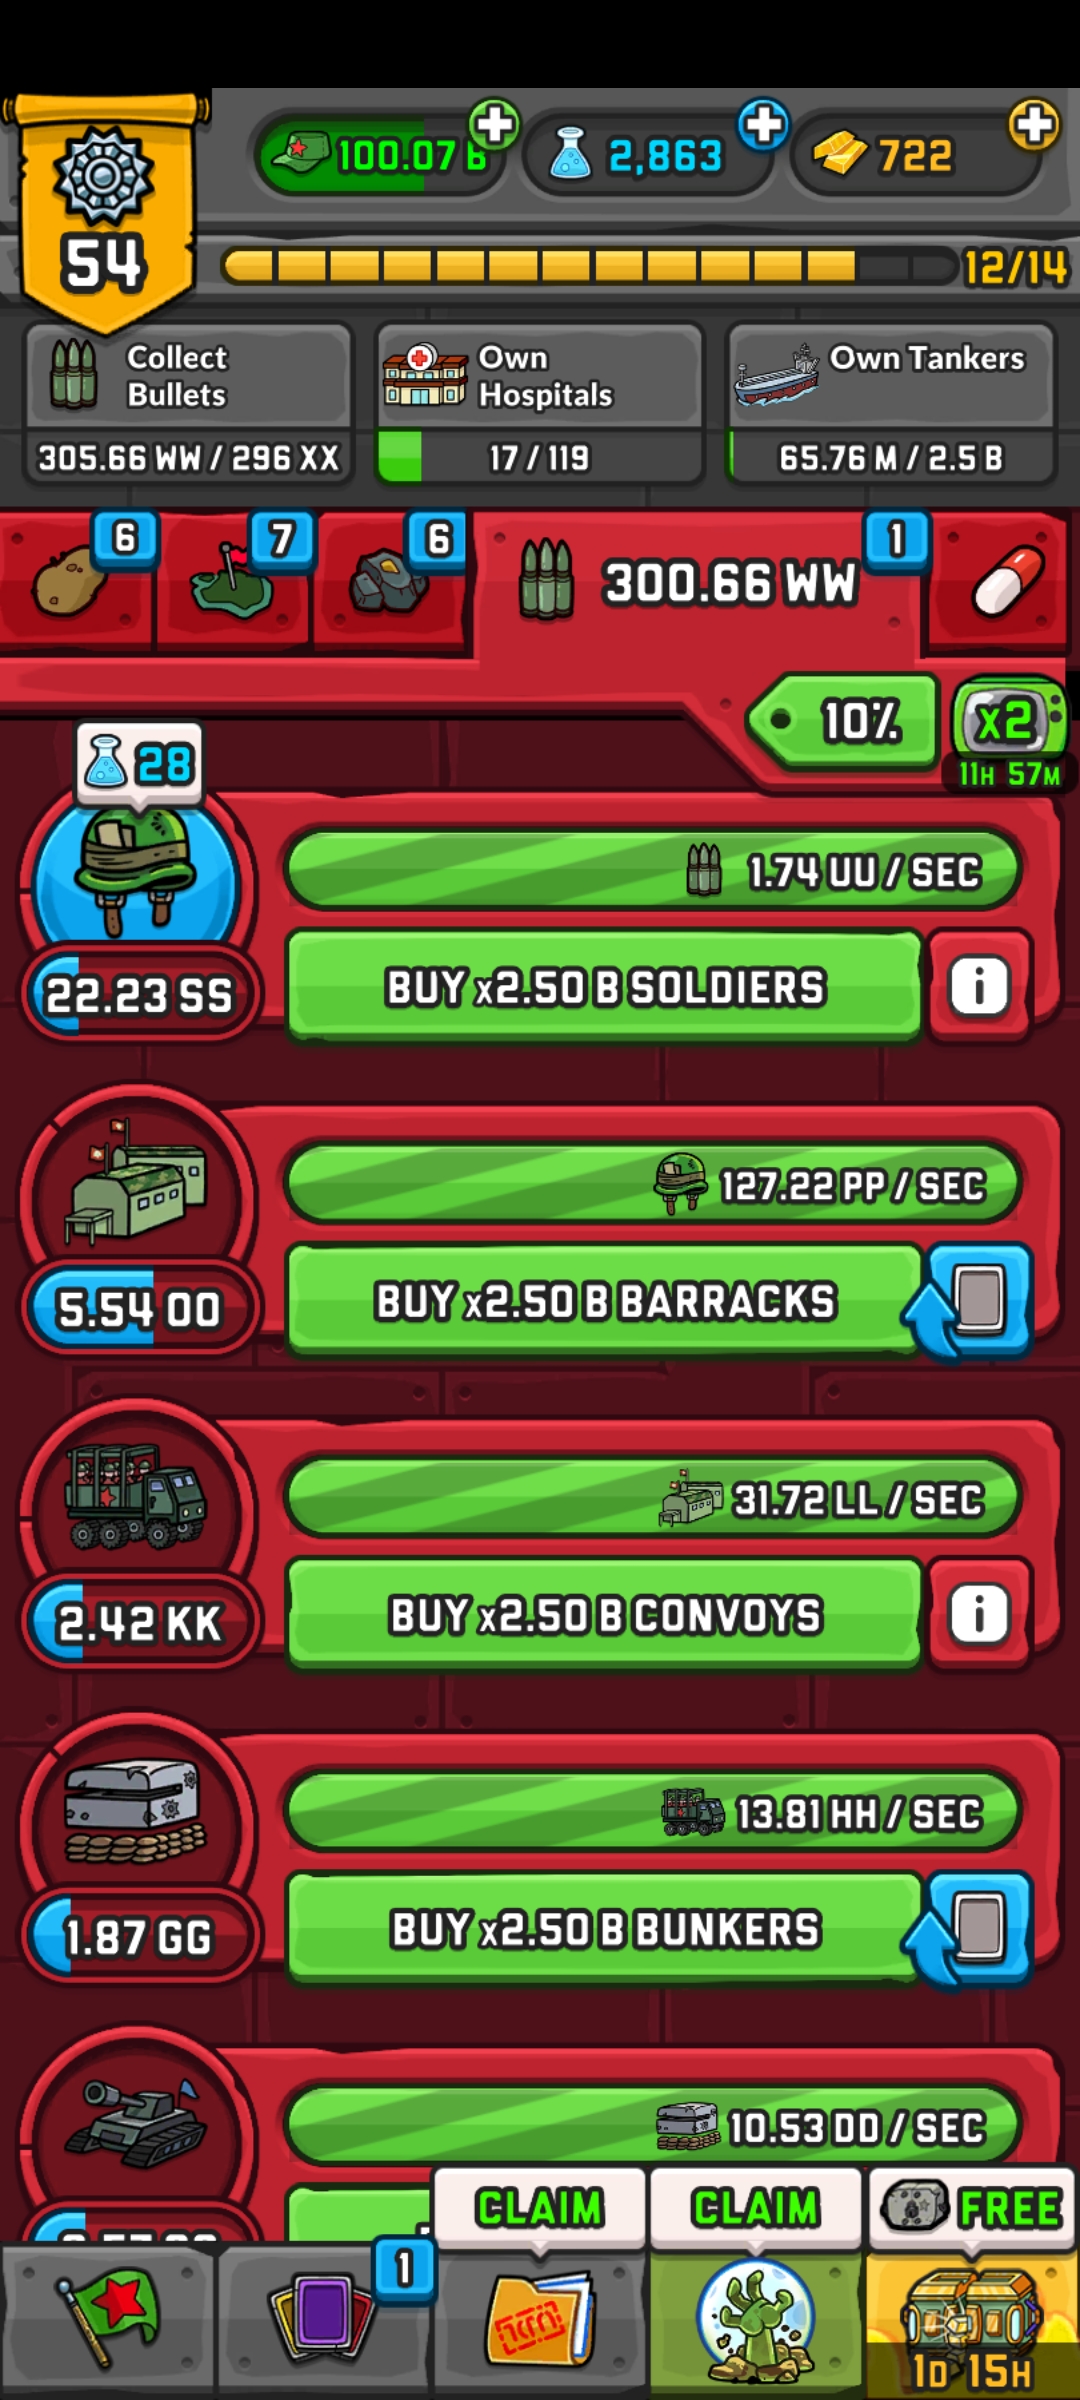 54
100.07 B
2,863
722
12/14
Collect
Bullets
305.66 WW / 296 XX
Own
Hospitals
17 / 119
Own Tankers
65.76 M / 2.5 B
6
7
6
300.66 WW
1
10%
x2
11H 57M
28
1.74 UU / SEC
22.23 SS
BUY x2.50 B SOLDIERS
i
127.22 PP / SEC
5.54 OO
BUY x2.50 B BARRACKS
31.72 LL / SEC
2.42 KK
BUY x2.50 B CONVOYS
i
13.81 HH / SEC
1.87 GG
BUY x2.50 B BUNKERS
10.53 DD / SEC
CLAIM
CLAIM
FREE
1
1D 15H